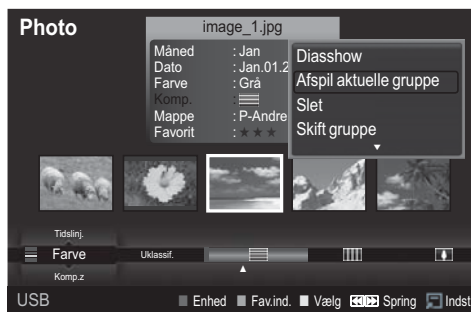 Photo
image_1.jpg
Måned : Jan
Dato : Jan.01.2
Farve : Grå
Komp. :
Mappe : P-Andre
Favorit : ★★★
Diasshow
Afspil aktuelle gruppe
Slet
Skift gruppe
Tidslinj.
Farve
Uklassif.
Komp.z
USB
Enhed
Fav.ind.
Vælg
Spring
Indst